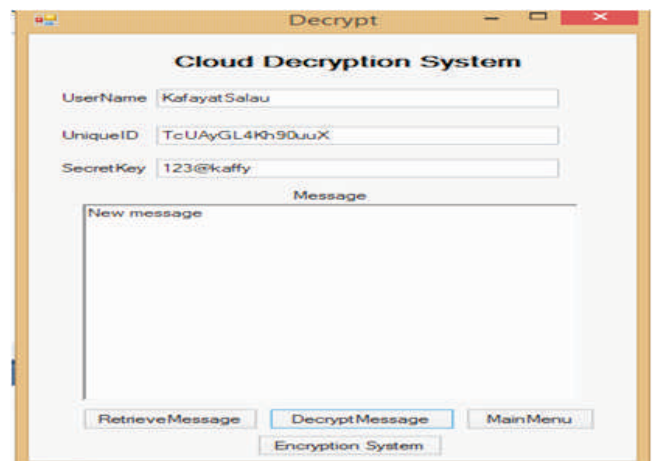 Decrypt
Cloud Decryption System
UserName KafayatSalau
UniqueID TcUAyGL4Kh90uuX
SecretKey 123@kaffy
Message
New message
RetrieveMessage DecryptMessage MainMenu
Encryption System